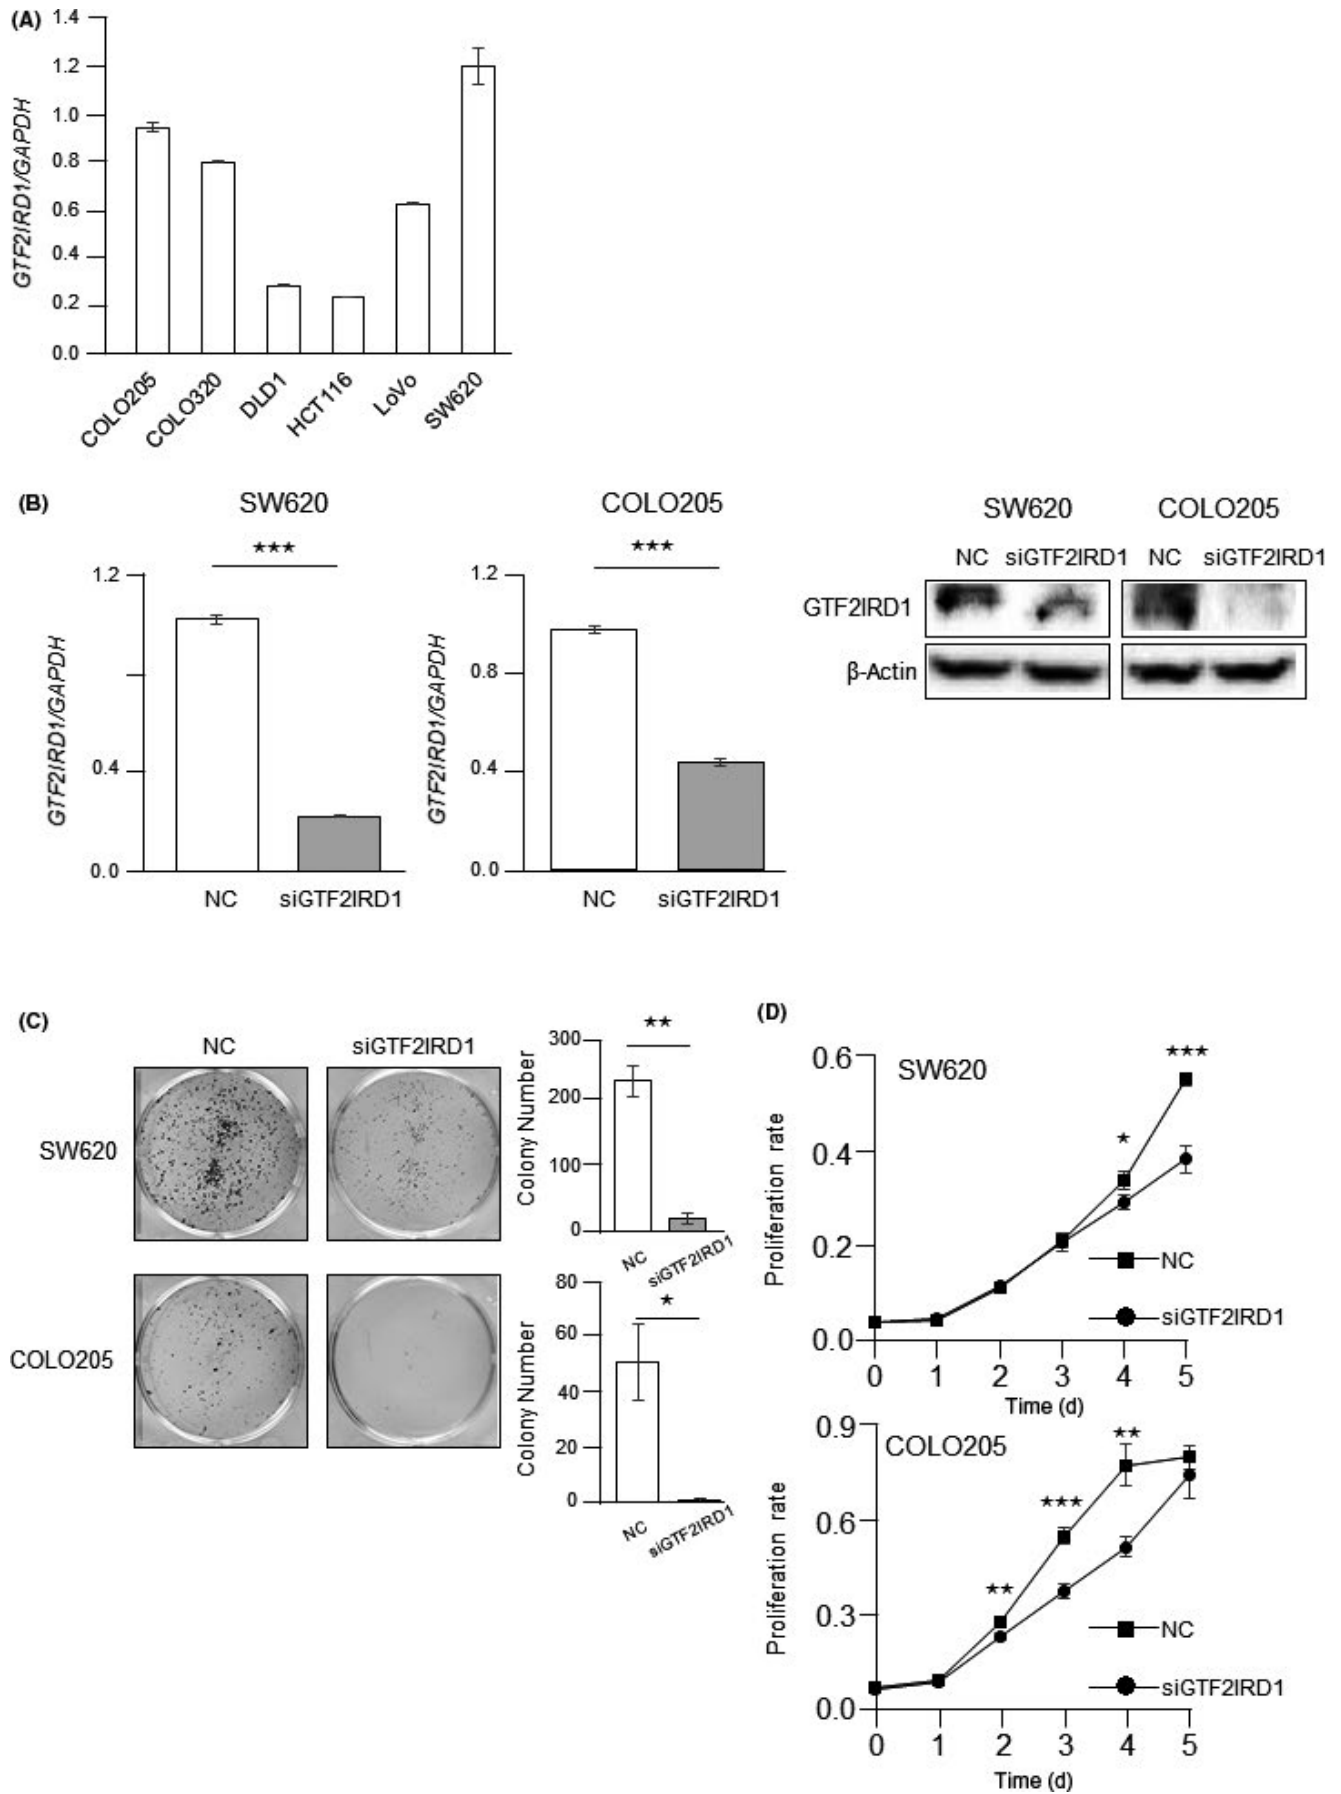 (A)
1.4
1.2
1.0
0.8
0.6
0.4
0.2
0.0
GTF2IRD1/GAPDH
COLO205
COLO320
DLD1
HCT116
LoVo
SW620
(B)
SW620
★★★
1.2
0.4
0.0
GTF2IRD1/GAPDH
NC siGTF2IRD1
COLO205
★★★
1.2
0.8
0.4
0.0
GTF2IRD1/GAPDH
NC siGTF2IRD1
SW620 COLO205
NC siGTF2IRD1 NC siGTF2IRD1
GTF2IRD1
β-Actin
(C)
NC siGTF2IRD1
SW620
COLO205
★★
300
200
100
0
Colony Number
NC
siGTF2IRD1
★
80
60
40
20
0
Colony Number
NC
siGTF2IRD1
(D)
SW620
0.6
0.4
0.2
0.0
Proliferation rate
★
★★★
NC
siGTF2IRD1
0 1 2 3 4 5
Time (d)
COLO205
0.9
0.6
0.3
0.0
Proliferation rate
★★
★★★
★★
NC
siGTF2IRD1
0 1 2 3 4 5
Time (d)